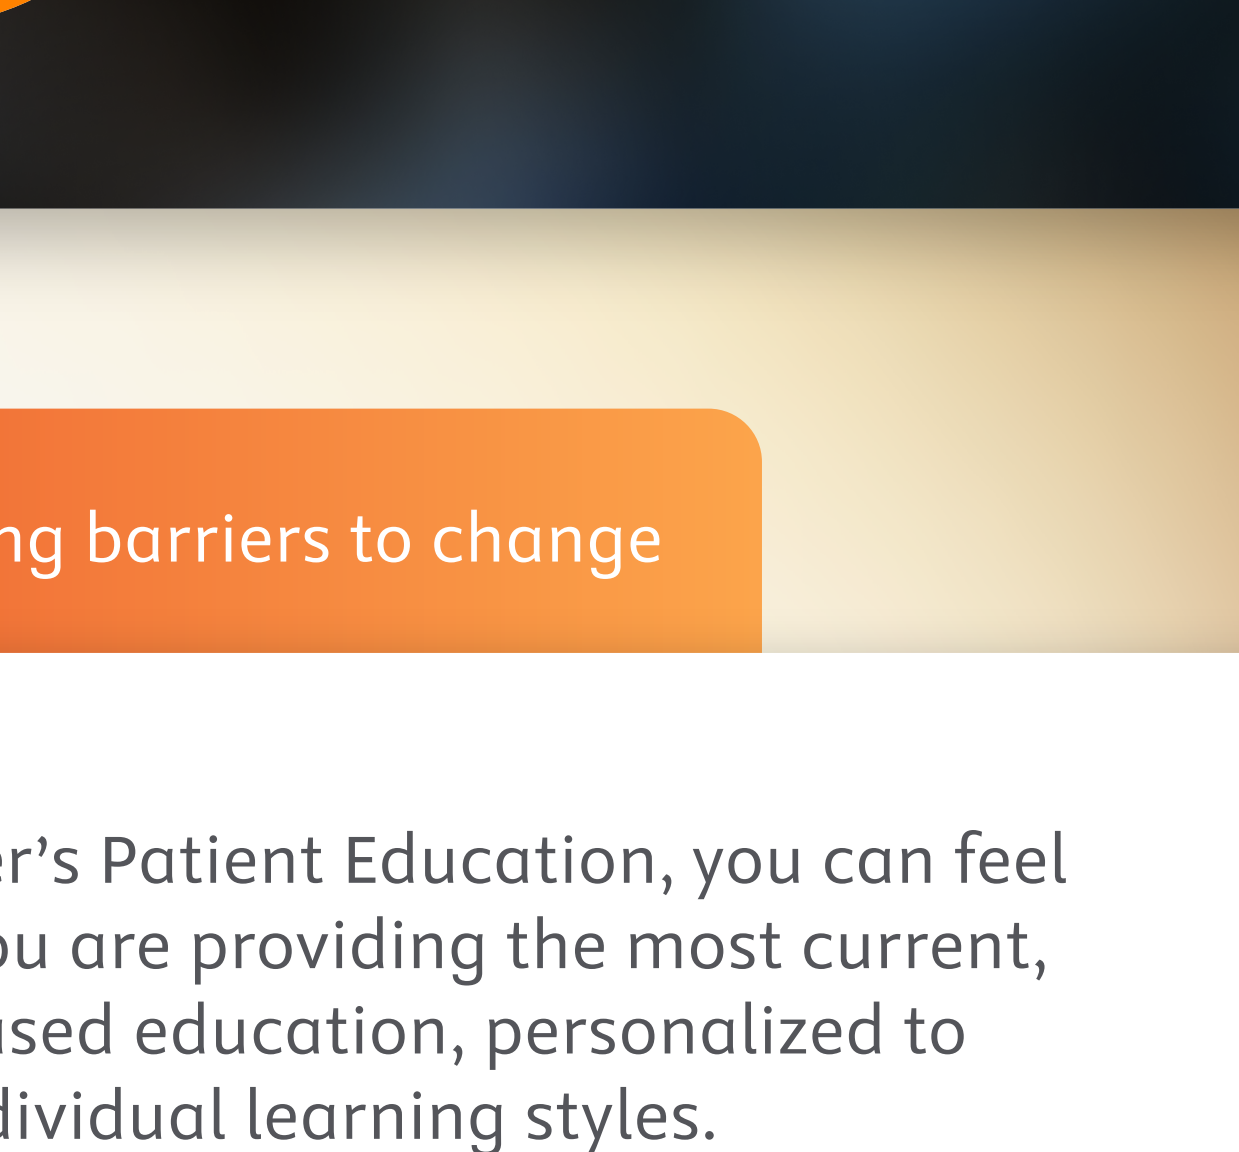 ng barriers to change
er’s Patient Education, you can feel
ou are providing the most current,
ased education, personalized to
dividual learning styles.